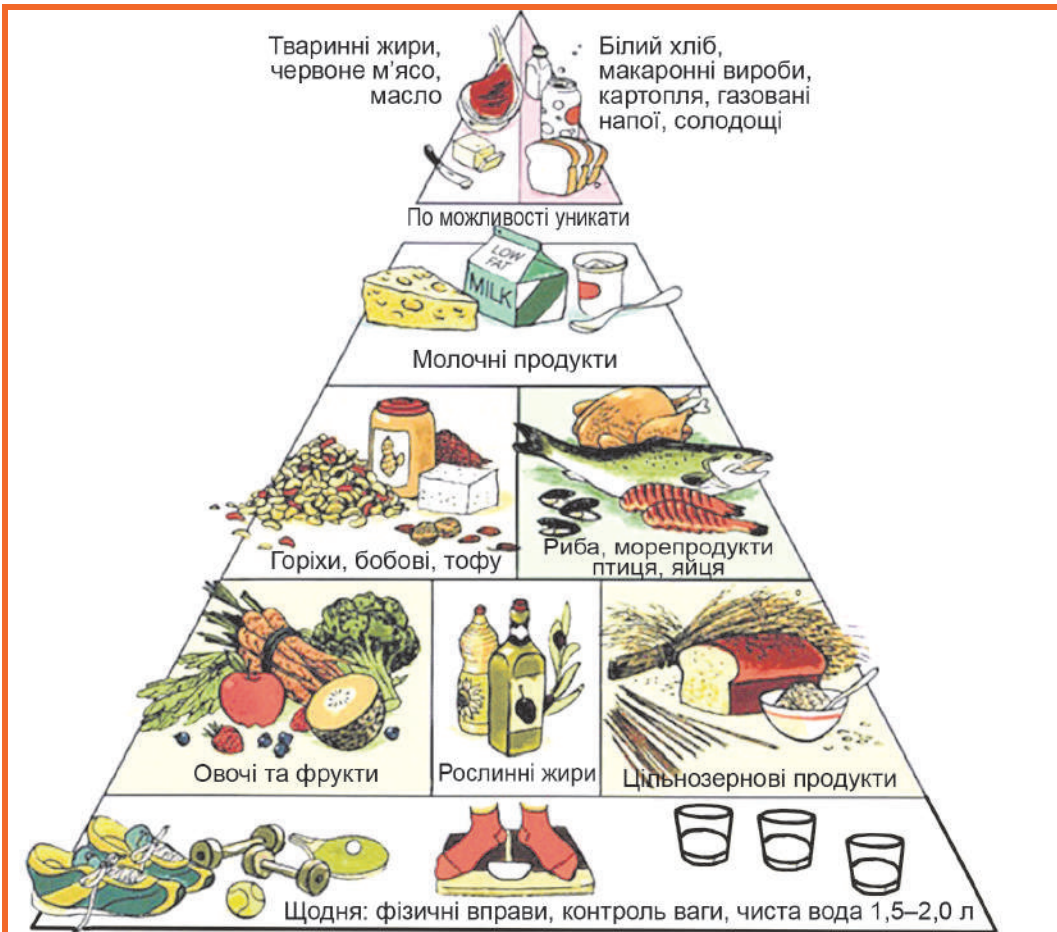 Тваринні жири,
червоне м'ясо,
масло
Білий хліб,
макаронні вироби,
картопля, газовані
напої, солодощі
По можливості уникати
LOW
FAT
MILK
Молочні продукти
Горіхи, бобові, тофу
Риба, морепродукти
птиця, яйця
Овочі та фрукти
Рослинні жири
Цільнозернові продукти
Щодня: фізичні вправи, контроль ваги, чиста вода 1,5–2,0 л